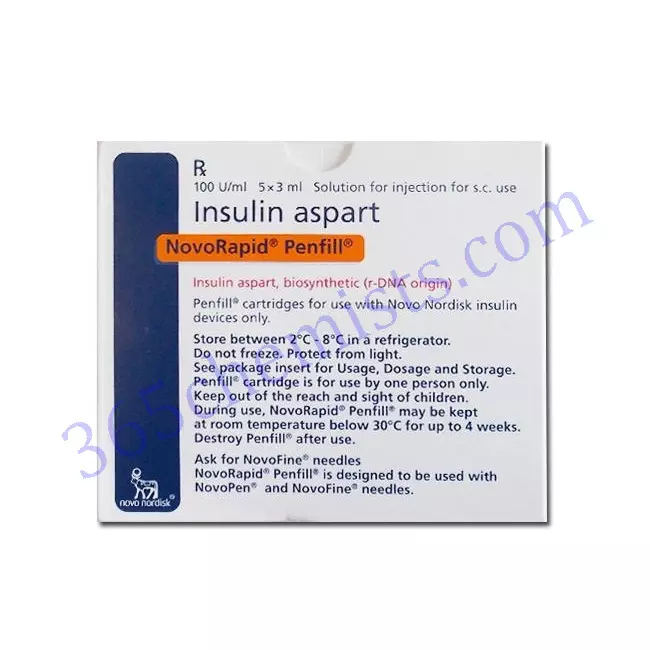 Rx
100 U/ml 5×3 ml Solution for injection for s.c. use
Insulin aspart
NovoRapid® Penfill®
Insulin aspart, biosynthetic (r-DNA origin)
Penfill® cartridges for use with Novo Nordisk insulin
devices only.
Store between 2°C - 8°C in a refrigerator.
Do not freeze. Protect from light.
See package insert for Usage, Dosage and Storage.
Penfill® cartridge is for use by one person only.
Keep out of the reach and sight of children.
During use, NovoRapid® Penfill® may be kept
at room temperature below 30°C for up to 4 weeks.
Destroy Penfill® after use.
Ask for NovoFine® needles
NovoRapid® Penfill® is designed to be used with
NovoPen® and NovoFine® needles.
novo nordisk®
365chemists.com